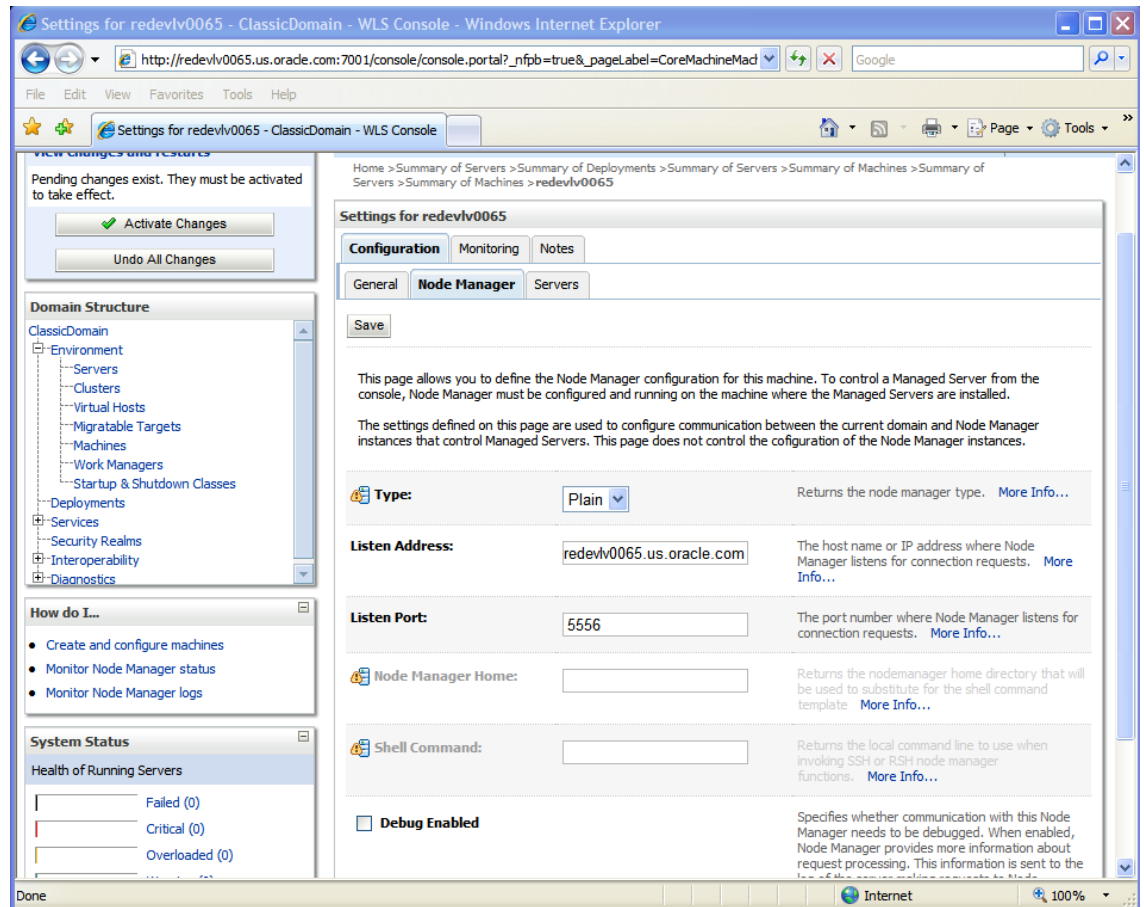 Settings for redevlv0065 - ClassicDomain - WLS Console - Windows Internet Explorer
http://redevlv0065.us.oracle.com:7001/console/console.portal?_nfpb=true&_pageLabel=CoreMachineMacl
Google
File Edit View Favorites Tools Help
Settings for redevlv0065 - ClassicDomain - WLS Console
Page Tools »
View changes and restarts
Pending changes exist. They must be activated
to take effect.
Activate Changes
Undo All Changes
Domain Structure
ClassicDomain
Environment
Servers
Clusters
Virtual Hosts
Migratable Targets
Machines
Work Managers
Startup & Shutdown Classes
Deployments
Services
Security Realms
Interoperability
Diagnostics
How do I...
Create and configure machines
Monitor Node Manager status
Monitor Node Manager logs
System Status
Health of Running Servers
Failed (0)
Critical (0)
Overloaded (0)
Home >Summary of Servers >Summary of Deployments >Summary of Servers >Summary of Machines >Summary of
Servers >Summary of Machines >redevlv0065
Settings for redevlv0065
Configuration Monitoring Notes
General Node Manager Servers
Save
This page allows you to define the Node Manager configuration for this machine. To control a Managed Server from the
console, Node Manager must be configured and running on the machine where the Managed Servers are installed.
The settings defined on this page are used to configure communication between the current domain and Node Manager
instances that control Managed Servers. This page does not control the cofiguration of the Node Manager instances.
Type:
Plain
Returns the node manager type. More Info...
Listen Address:
redevlv0065.us.oracle.com
The host name or IP address where Node
Manager listens for connection requests. More
Info...
Listen Port:
5556
The port number where Node Manager listens for
connection requests. More Info...
Node Manager Home:
Returns the nodemanager home directory that will
be used to substitute for the shell command
template More Info...
Shell Command:
Returns the local command line to use when
invoking SSH or RSH node manager
functions. More Info...
Debug Enabled
Specifies whether communication with this Node
Manager needs to be debugged. When enabled,
Node Manager provides more information about
request processing. This information is sent to the
Done
Internet
100%